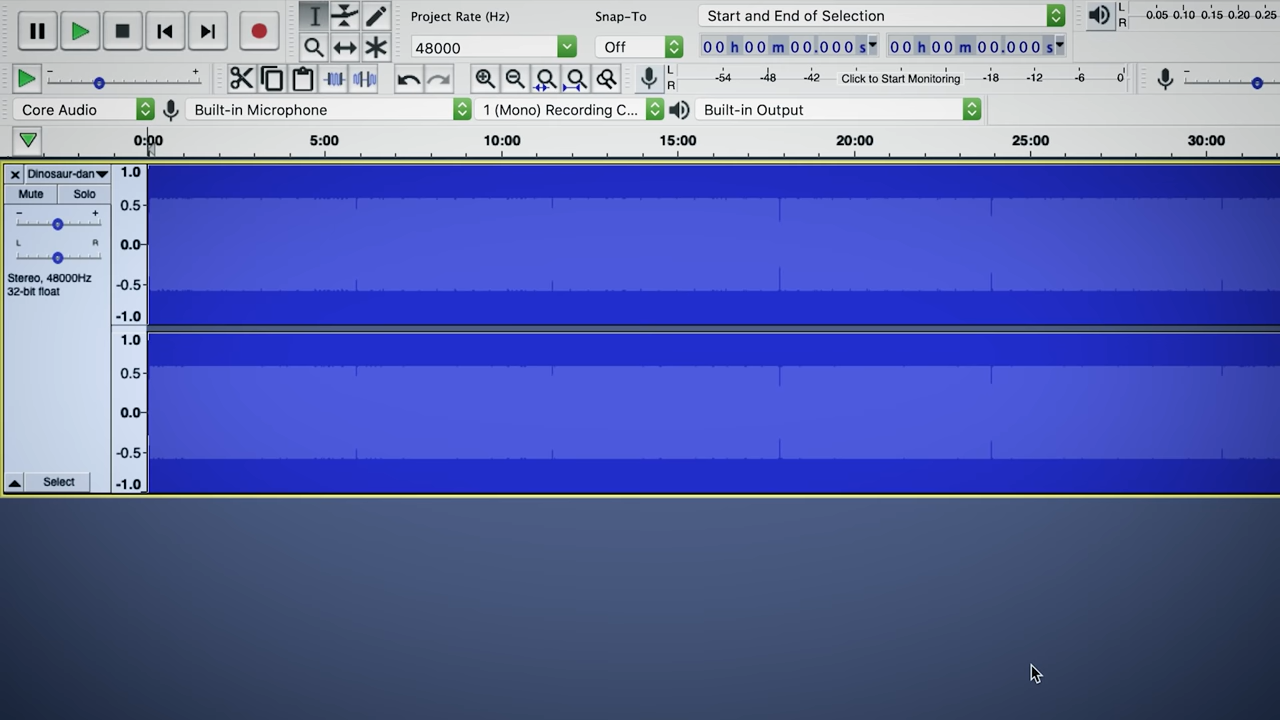 Project Rate (Hz)
Snap-To
Start and End of Selection
L
R
0.05 0.10 0.15 0.20 0.25
48000
Off
00 h 00 m 00.000 s
00 h 00 m 00.000 s
- +
L
R
-54 -48 -42 Click to Start Monitoring -18 -12 -6 0
-
Core Audio
Built-in Microphone
1 (Mono) Recording C...
Built-in Output
0:00 5:00 10:00 15:00 20:00 25:00 30:00
Dinosaur-dan
Mute
Solo
- +
L R
Stereo, 48000Hz
32-bit float
Select
1.0
0.5
0.0
-0.5
-1.0
1.0
0.5
0.0
-0.5
-1.0